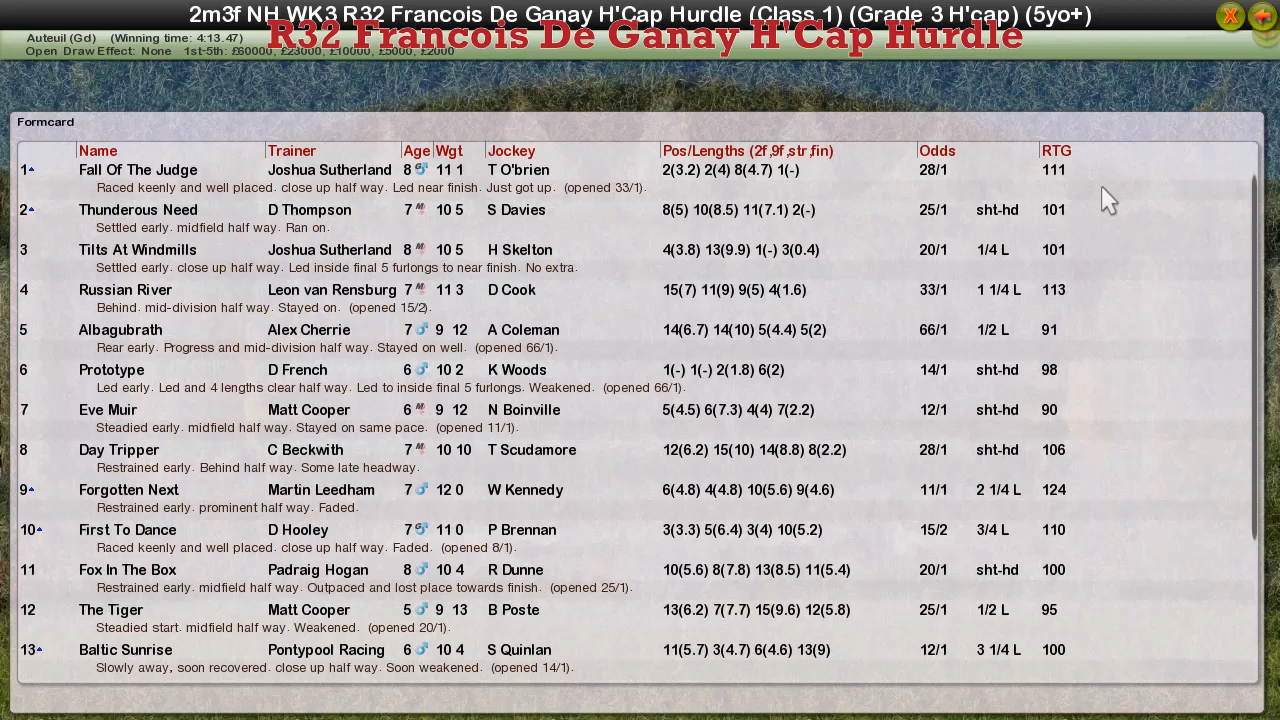 2m3f NH WK3 R32 Francois De Ganay H'Cap Hurdle (Class 1) (Grade 3 H'cap) (5yo+)
R32 Francois De Ganay H'Cap Hurdle
Auteuil (Gd) (Winning time: 4:13.47)
Open Draw Effect: None 1st-5th: £60000, £23000, £10000, £5000, £2000
Formcard
Name Trainer Age Wgt Jockey Pos/Lengths (2f,9f,str,fin) Odds RTG
1 Fall Of The Judge Joshua Sutherland 8 11 1 T O'brien 2(3.2) 2(4) 8(4.7) 1(-) 28/1 111
Raced keenly and well placed. close up half way. Led near finish. Just got up. (opened 33/1).
2 Thunderous Need D Thompson 7 10 5 S Davies 8(5) 10(8.5) 11(7.1) 2(-) 25/1 sht-hd 101
Settled early. midfield half way. Ran on.
3 Tilts At Windmills Joshua Sutherland 8 10 5 H Skelton 4(3.8) 13(9.9) 1(-) 3(0.4) 20/1 1/4 L 101
Settled early. close up half way. Led inside final 5 furlongs to near finish. No extra.
4 Russian River Leon van Rensburg 7 11 3 D Cook 15(7) 11(9) 9(5) 4(1.6) 33/1 1 1/4 L 113
Behind. mid-division half way. Stayed on. (opened 15/2).
5 Albagubrath Alex Cherrie 7 9 12 A Coleman 14(6.7) 14(10) 5(4.4) 5(2) 66/1 1/2 L 91
Rear early. Progress and mid-division half way. Stayed on well. (opened 66/1).
6 Prototype D French 6 10 2 K Woods 1(-) 1(-) 2(1.8) 6(2) 14/1 sht-hd 98
Led early. Led and 4 lengths clear half way. Led to inside final 5 furlongs. Weakened. (opened 66/1).
7 Eve Muir Matt Cooper 6 9 12 N Boinville 5(4.5) 6(7.3) 4(4) 7(2.2) 12/1 sht-hd 90
Steadied early. midfield half way. Stayed on same pace. (opened 11/1).
8 Day Tripper C Beckwith 7 10 10 T Scudamore 12(6.2) 15(10) 14(8.8) 8(2.2) 28/1 sht-hd 106
Restrained early. Behind half way. Some late headway.
9 Forgotten Next Martin Leedham 7 12 0 W Kennedy 6(4.8) 4(4.8) 10(5.6) 9(4.6) 11/1 2 1/4 L 124
Restrained early. prominent half way. Faded.
10 First To Dance D Hooley 7 11 0 P Brennan 3(3.3) 5(6.4) 3(4) 10(5.2) 15/2 3/4 L 110
Raced keenly and well placed. close up half way. Faded. (opened 8/1).
11 Fox In The Box Padraig Hogan 8 10 4 R Dunne 10(5.6) 8(7.8) 13(8.5) 11(5.4) 20/1 sht-hd 100
Restrained early. midfield half way. Outpaced and lost place towards finish. (opened 25/1).
12 The Tiger Matt Cooper 5 9 13 B Poste 13(6.2) 7(7.7) 15(9.6) 12(5.8) 25/1 1/2 L 95
Steadied start. midfield half way. Weakened. (opened 20/1).
13 Baltic Sunrise Pontypool Racing 6 10 4 S Quinlan 11(5.7) 3(4.7) 6(4.6) 13(9) 12/1 3 1/4 L 100
Slowly away, soon recovered. close up half way. Soon weakened. (opened 14/1).